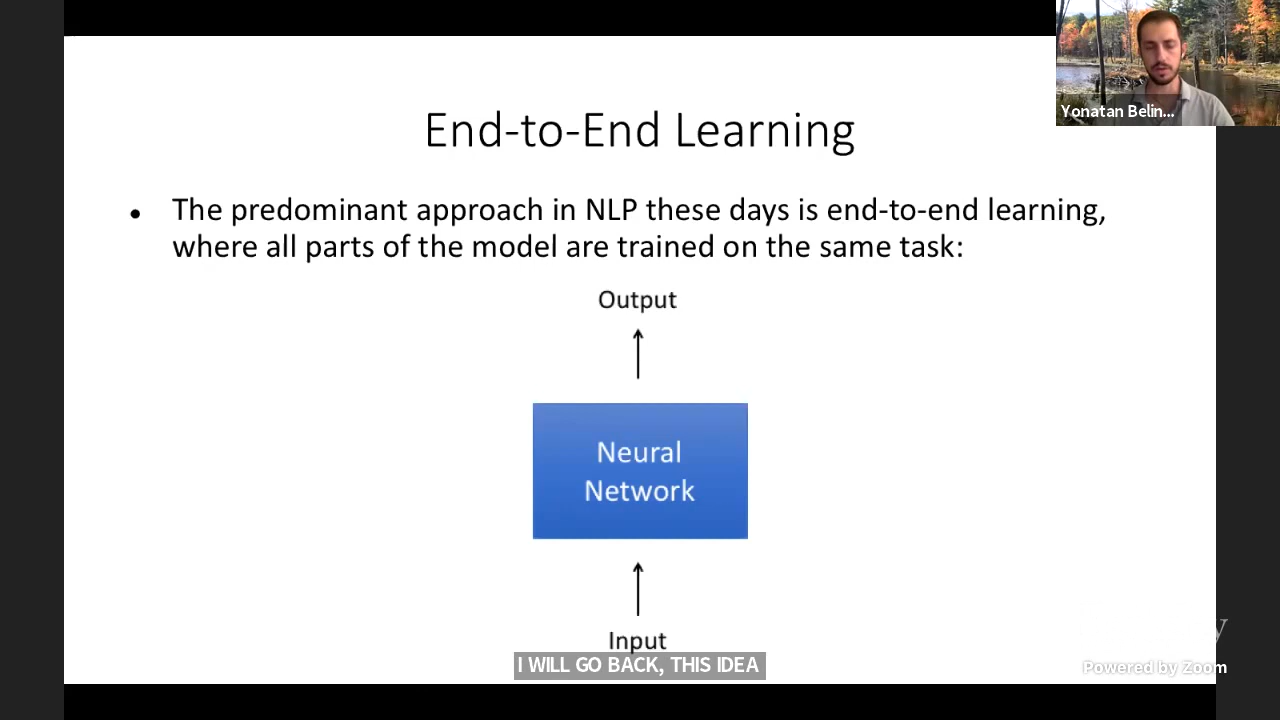 Yonatan Belin...
End-to-End Learning
• The predominant approach in NLP these days is end-to-end learning,
where all parts of the model are trained on the same task:
Output
Neural
Network
Input
I WILL GO BACK, THIS IDEA
Powered by Zoom